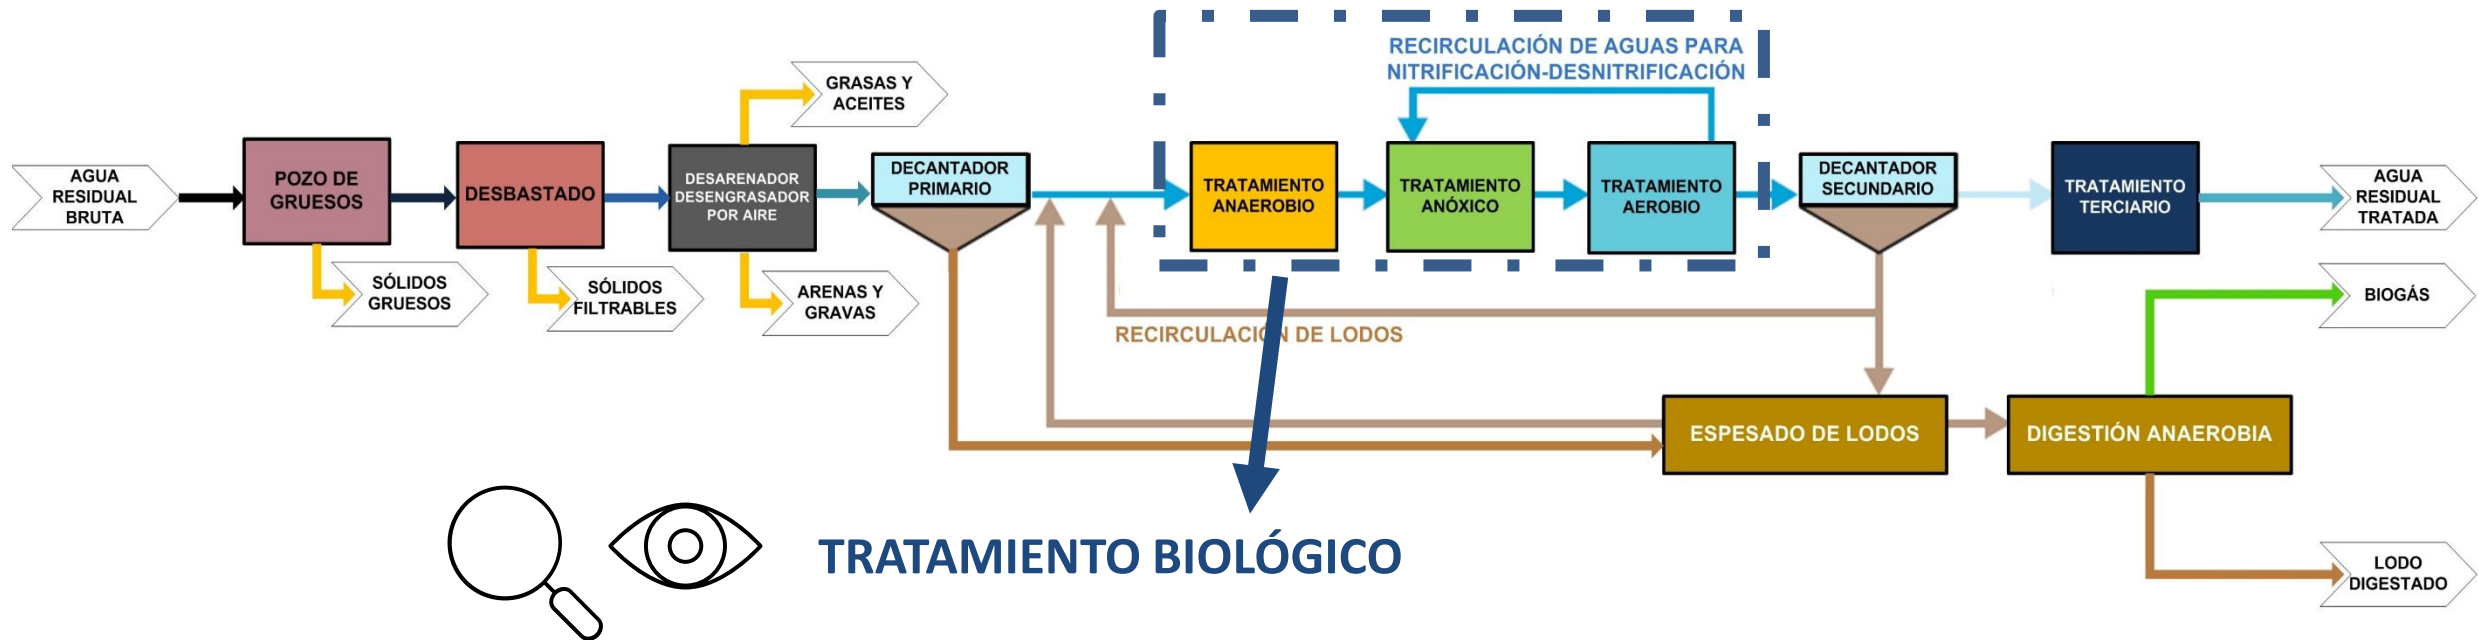 RECIRCULACIÓN DE AGUAS PARA
NITRIFICACIÓN-DESNITRIFICACIÓN
GRASAS Y
ACEITES
AGUA
RESIDUAL
BRUTA
POZO DE
GRUESOS
DESBASTADO
DESARENADOR
DESENGRASADOR
POR AIRE
DECANTADOR
PRIMARIO
TRATAMIENTO
ANAEROBIO
TRATAMIENTO
ANÓXICO
TRATAMIENTO
AEROBIO
DECANTADOR
SECUNDARIO
TRATAMIENTO
TERCIARIO
AGUA
RESIDUAL
TRATADA
SÓLIDOS
GRUESOS
SÓLIDOS
FILTRABLES
ARENAS Y
GRAVAS
BIOGÁS
RECIRCULACIÓN DE LODOS
ESPESADO DE LODOS
DIGESTIÓN ANAEROBIA
TRATAMIENTO BIOLÓGICO
LODO
DIGESTADO